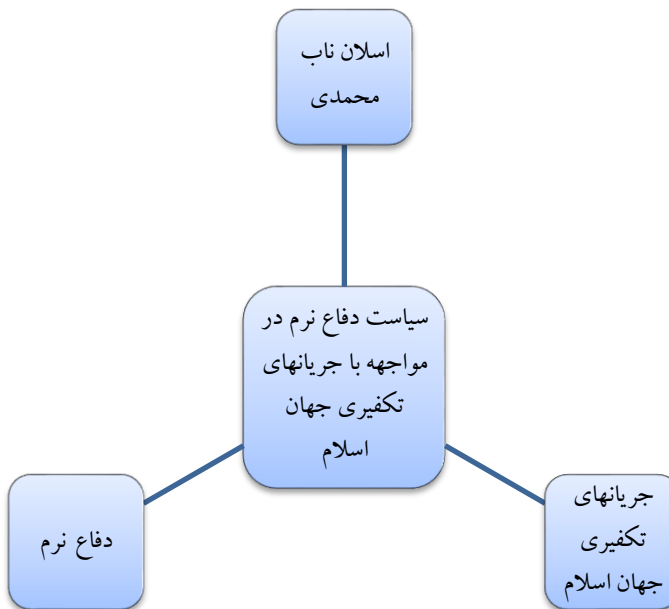 اسلان ناب
محمدی
سیاست دفاع نرم در
مواجهه با جریانهای
تکفیری جهان
اسلام
جریانهای
تکفیری
جهان اسلام
دفاع نرم